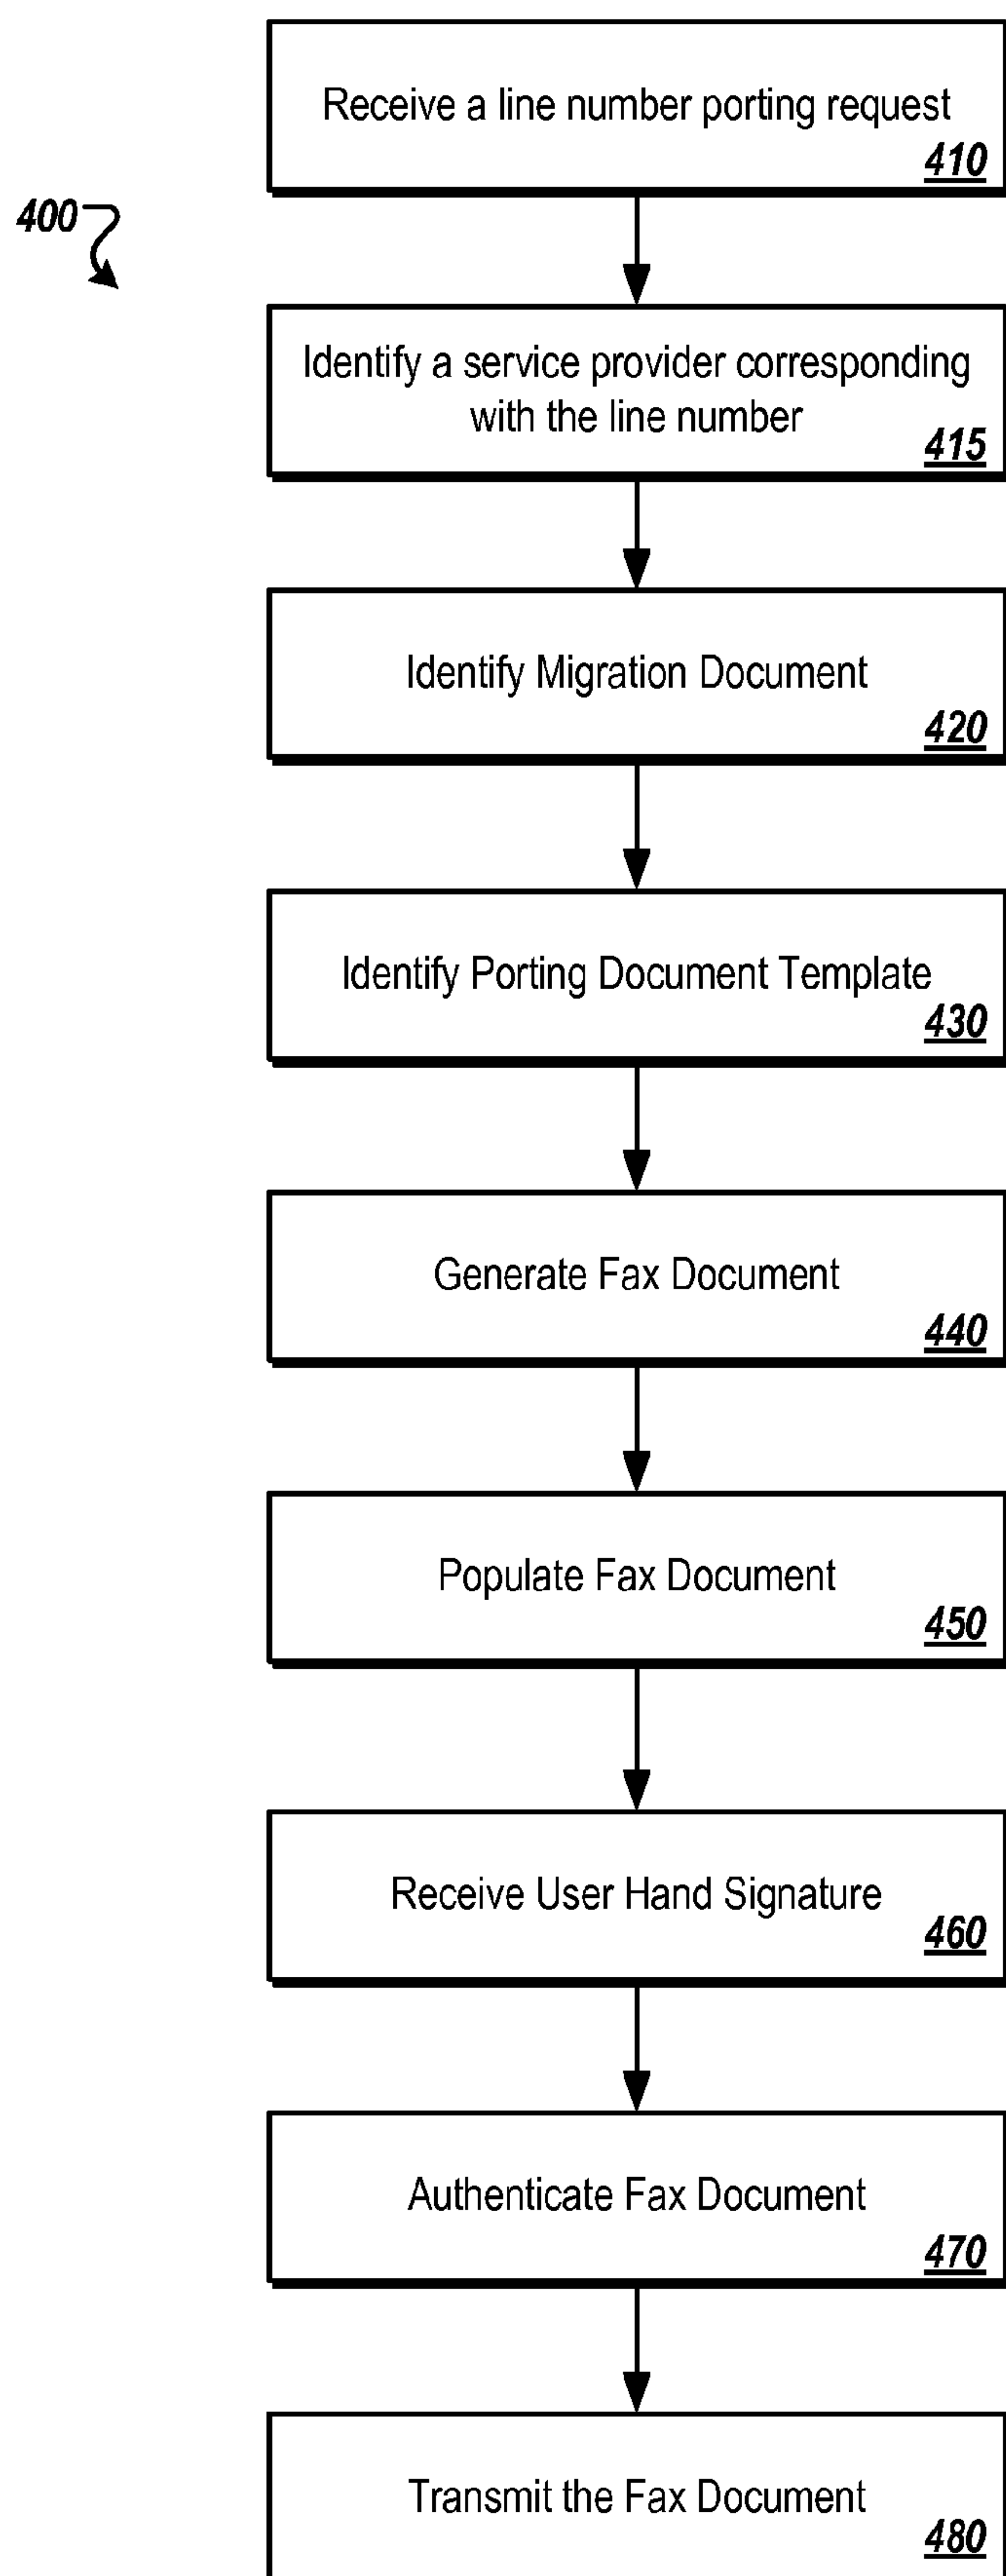 Receive a line number porting request
410
400
Identify a service provider corresponding
with the line number
415
Identify Migration Document
420
Identify Porting Document Template
430
Generate Fax Document
440
Populate Fax Document
450
Receive User Hand Signature
460
Authenticate Fax Document
470
Transmit the Fax Document
480